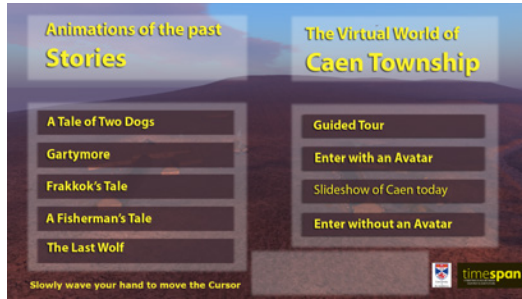 Animations of the past
Stories
A Tale of Two Dogs
Gartymore
Frakkok's Tale
A Fisherman's Tale
The Last Wolf
Slowly wave your hand to move the Cursor
The Virtual World of
Caen Township
Guided Tour
Enter with an Avatar
Slideshow of Caen today
Enter without an Avatar
timespan